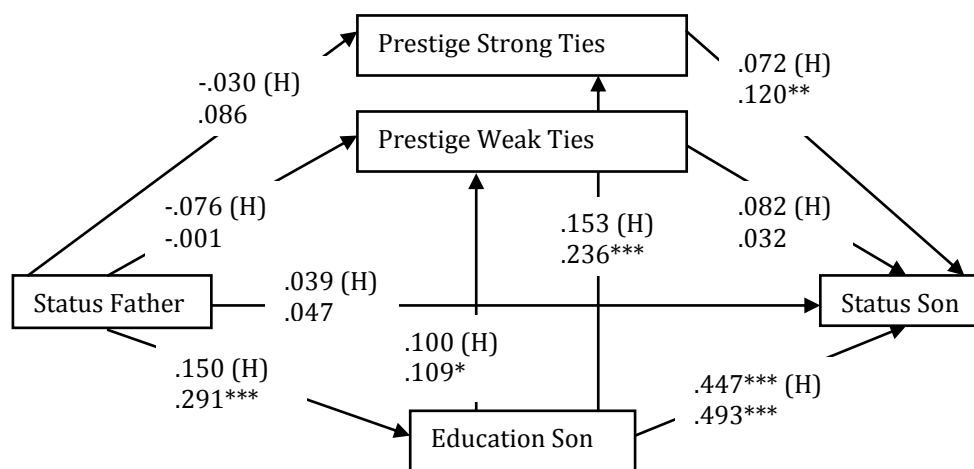 Prestige Strong Ties
.072 (H)
.120**
-.030 (H)
.086
Prestige Weak Ties
-.076 (H)
-.001
.153 (H)
.236***
.082 (H)
.032
Status Father
.039 (H)
.047
Status Son
.150 (H)
.291***
.100 (H)
.109*
.447*** (H)
.493***
Education Son